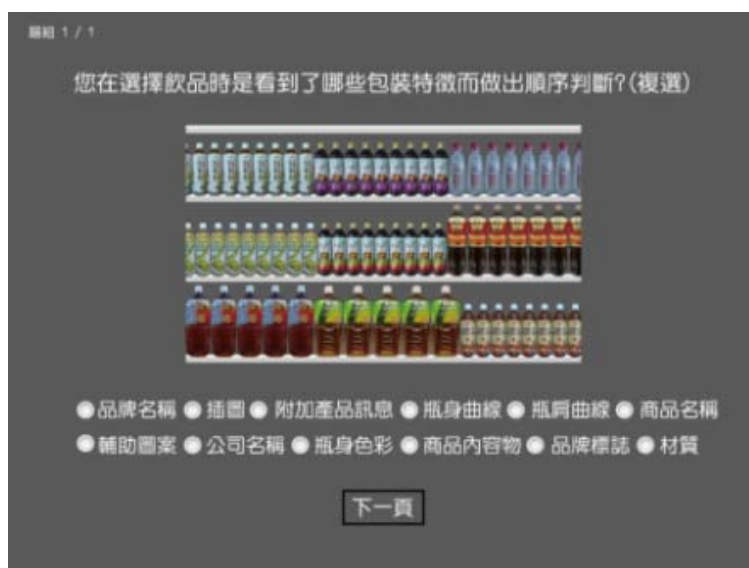 題組 1 / 1
您在選擇飲品時是看到了哪些包裝特徵而做出順序判斷?(複選)
品牌名稱 插圖 附加產品訊息 瓶身曲線 瓶肩曲線 商品名稱
輔助圖案 公司名稱 瓶身色彩 商品內容物 品牌標誌 材質
下一頁